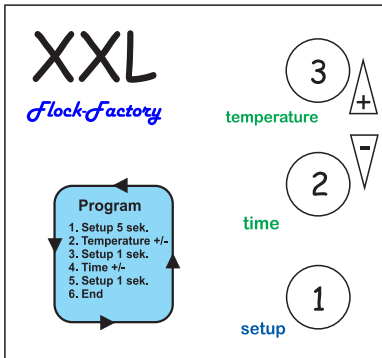 XXL
Flock-Factory
3
+
temperature
-
2
time
Program
1. Setup 5 sek.
2. Temperature +/-
3. Setup 1 sek.
4. Time +/-
5. Setup 1 sek.
6. End
1
setup